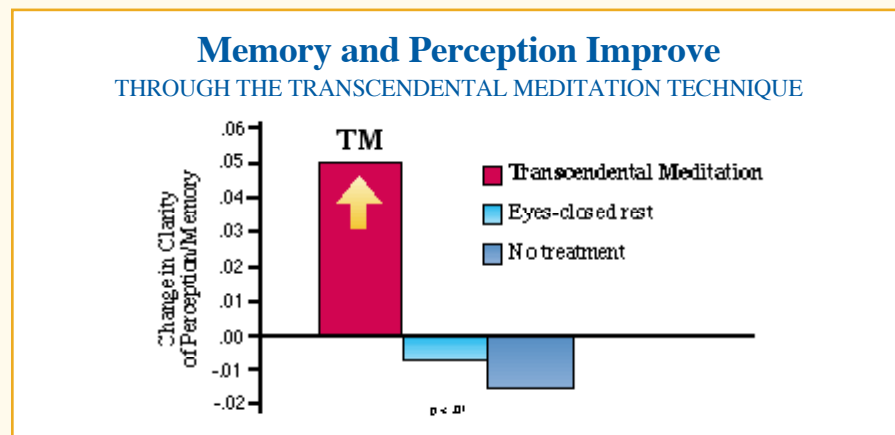 Memory and Perception Improve
THROUGH THE TRANSCENDENTAL MEDITATION TECHNIQUE
Change in Clarity
of Perception/Memory
.06
.05
.04
.03
.02
.01
.00
-.01
-.02
TM
Transcendental Meditation
Eyes-closed rest
No treatment
p < .01